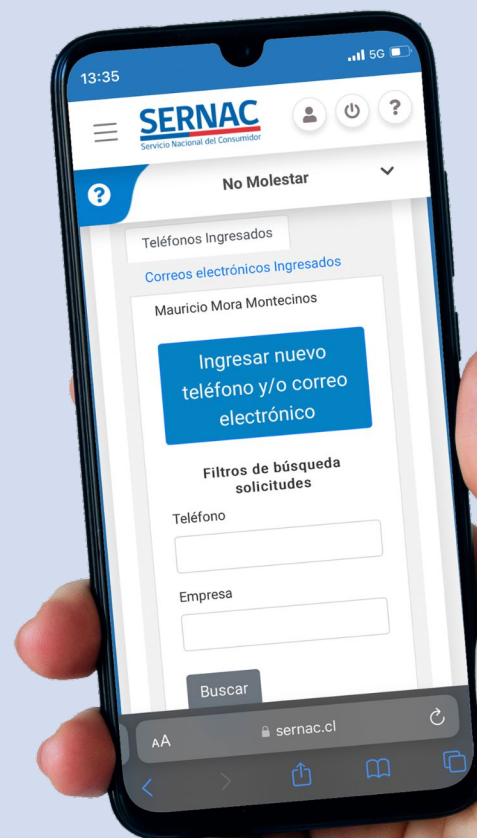 13:35
5G
SERNAC
Servicio Nacional del Consumidor
?
?
No Molestar
Teléfonos Ingresados
Correos electrónicos Ingresados
Mauricio Mora Montecinos
Ingresar nuevo
teléfono y/o correo
electrónico
Filtros de búsqueda
solicitudes
Teléfono
Empresa
Buscar
AA
sernac.cl